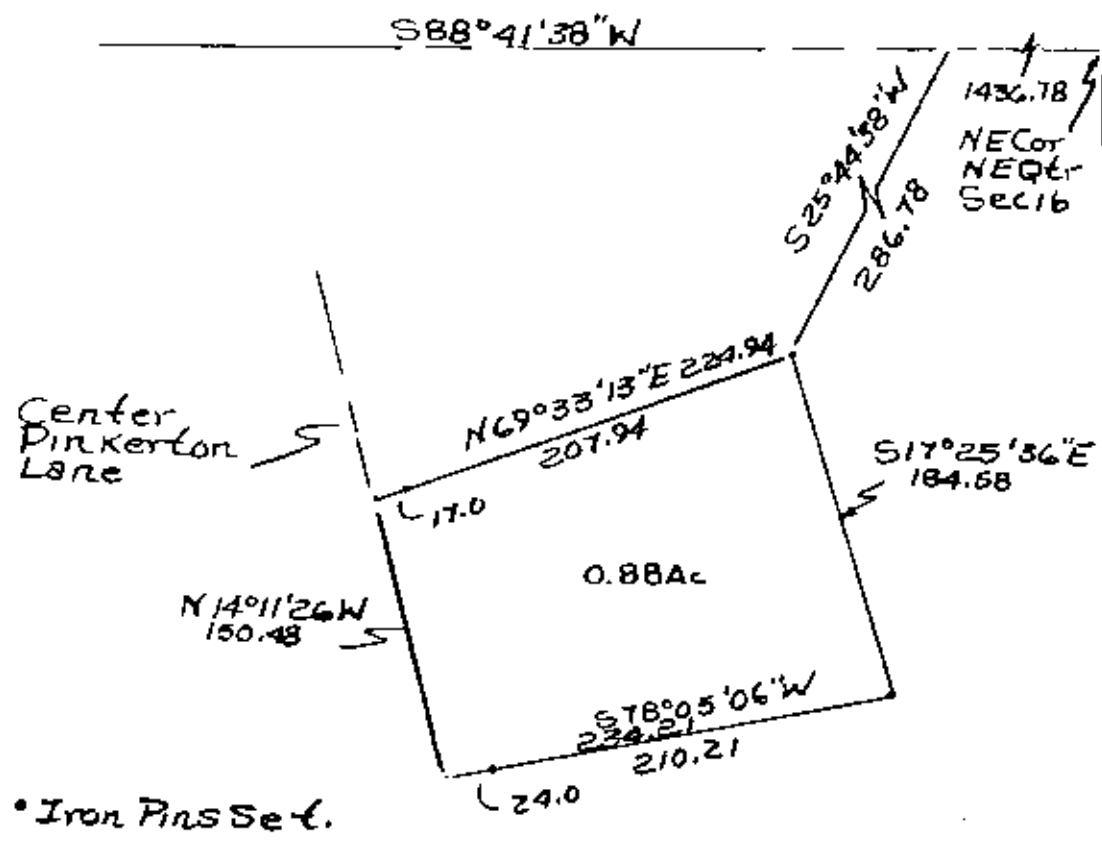 S88°41'38"W
1436.78
NECor
NEQtr
Sec16
S25°44'38"W
286.78
N69°33'13"E 224.94
207.94
Center
Pinkerton
Lane
17.0
S17°25'36"E
184.58
0.88Ac
N14°11'26W
150.48
S78°05'06"W
234.21
210.21
24.0
• Iron Pins Set.